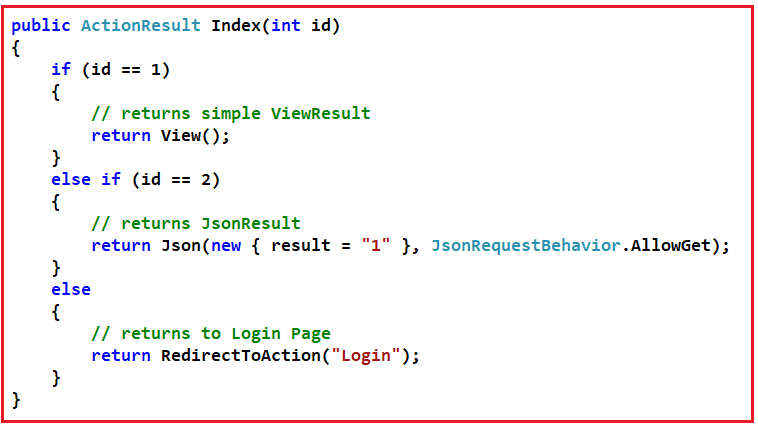 public ActionResult Index(int id)
{
    if (id == 1)
    {
        // returns simple ViewResult
        return View();
    }
    else if (id == 2)
    {
        // returns JsonResult
        return Json(new { result = "1" }, JsonRequestBehavior.AllowGet);
    }
    else
    {
        // returns to Login Page
        return RedirectToAction("Login");
    }
}